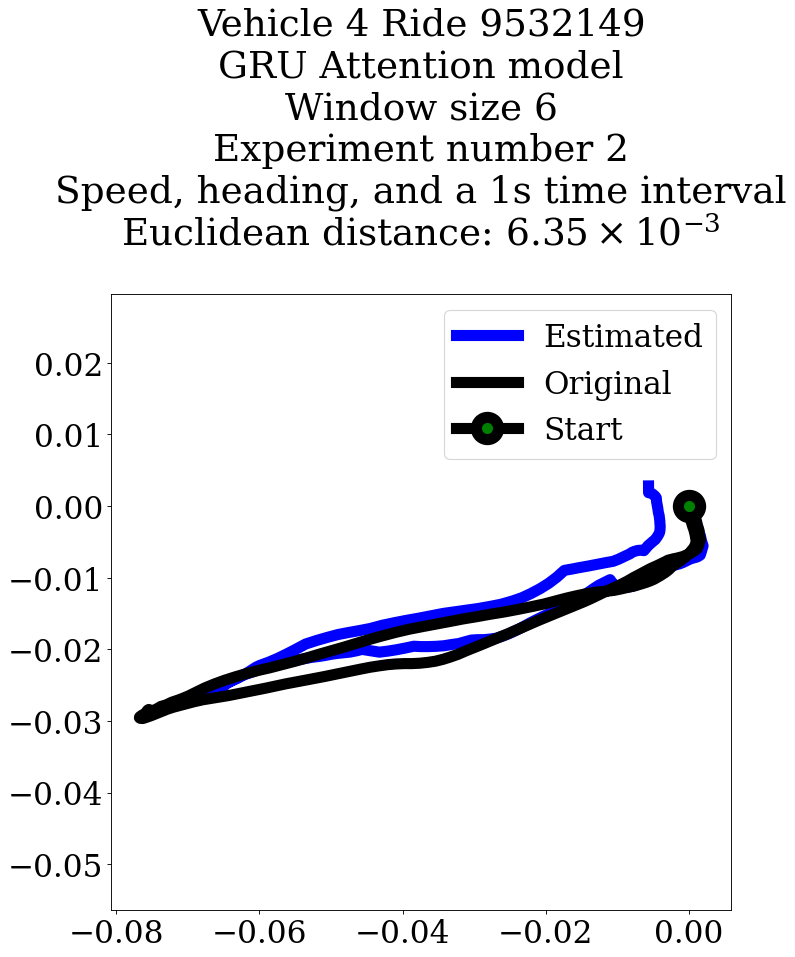 Vehicle 4 Ride 9532149
GRU Attention model
Window size 6
Experiment number 2
Speed, heading, and a 1s time interval
Euclidean distance: 6.35 × 10⁻³
Estimated
Original
Start
0.02
0.01
0.00
−0.01
−0.02
−0.03
−0.04
−0.05
−0.08 −0.06 −0.04 −0.02 0.00